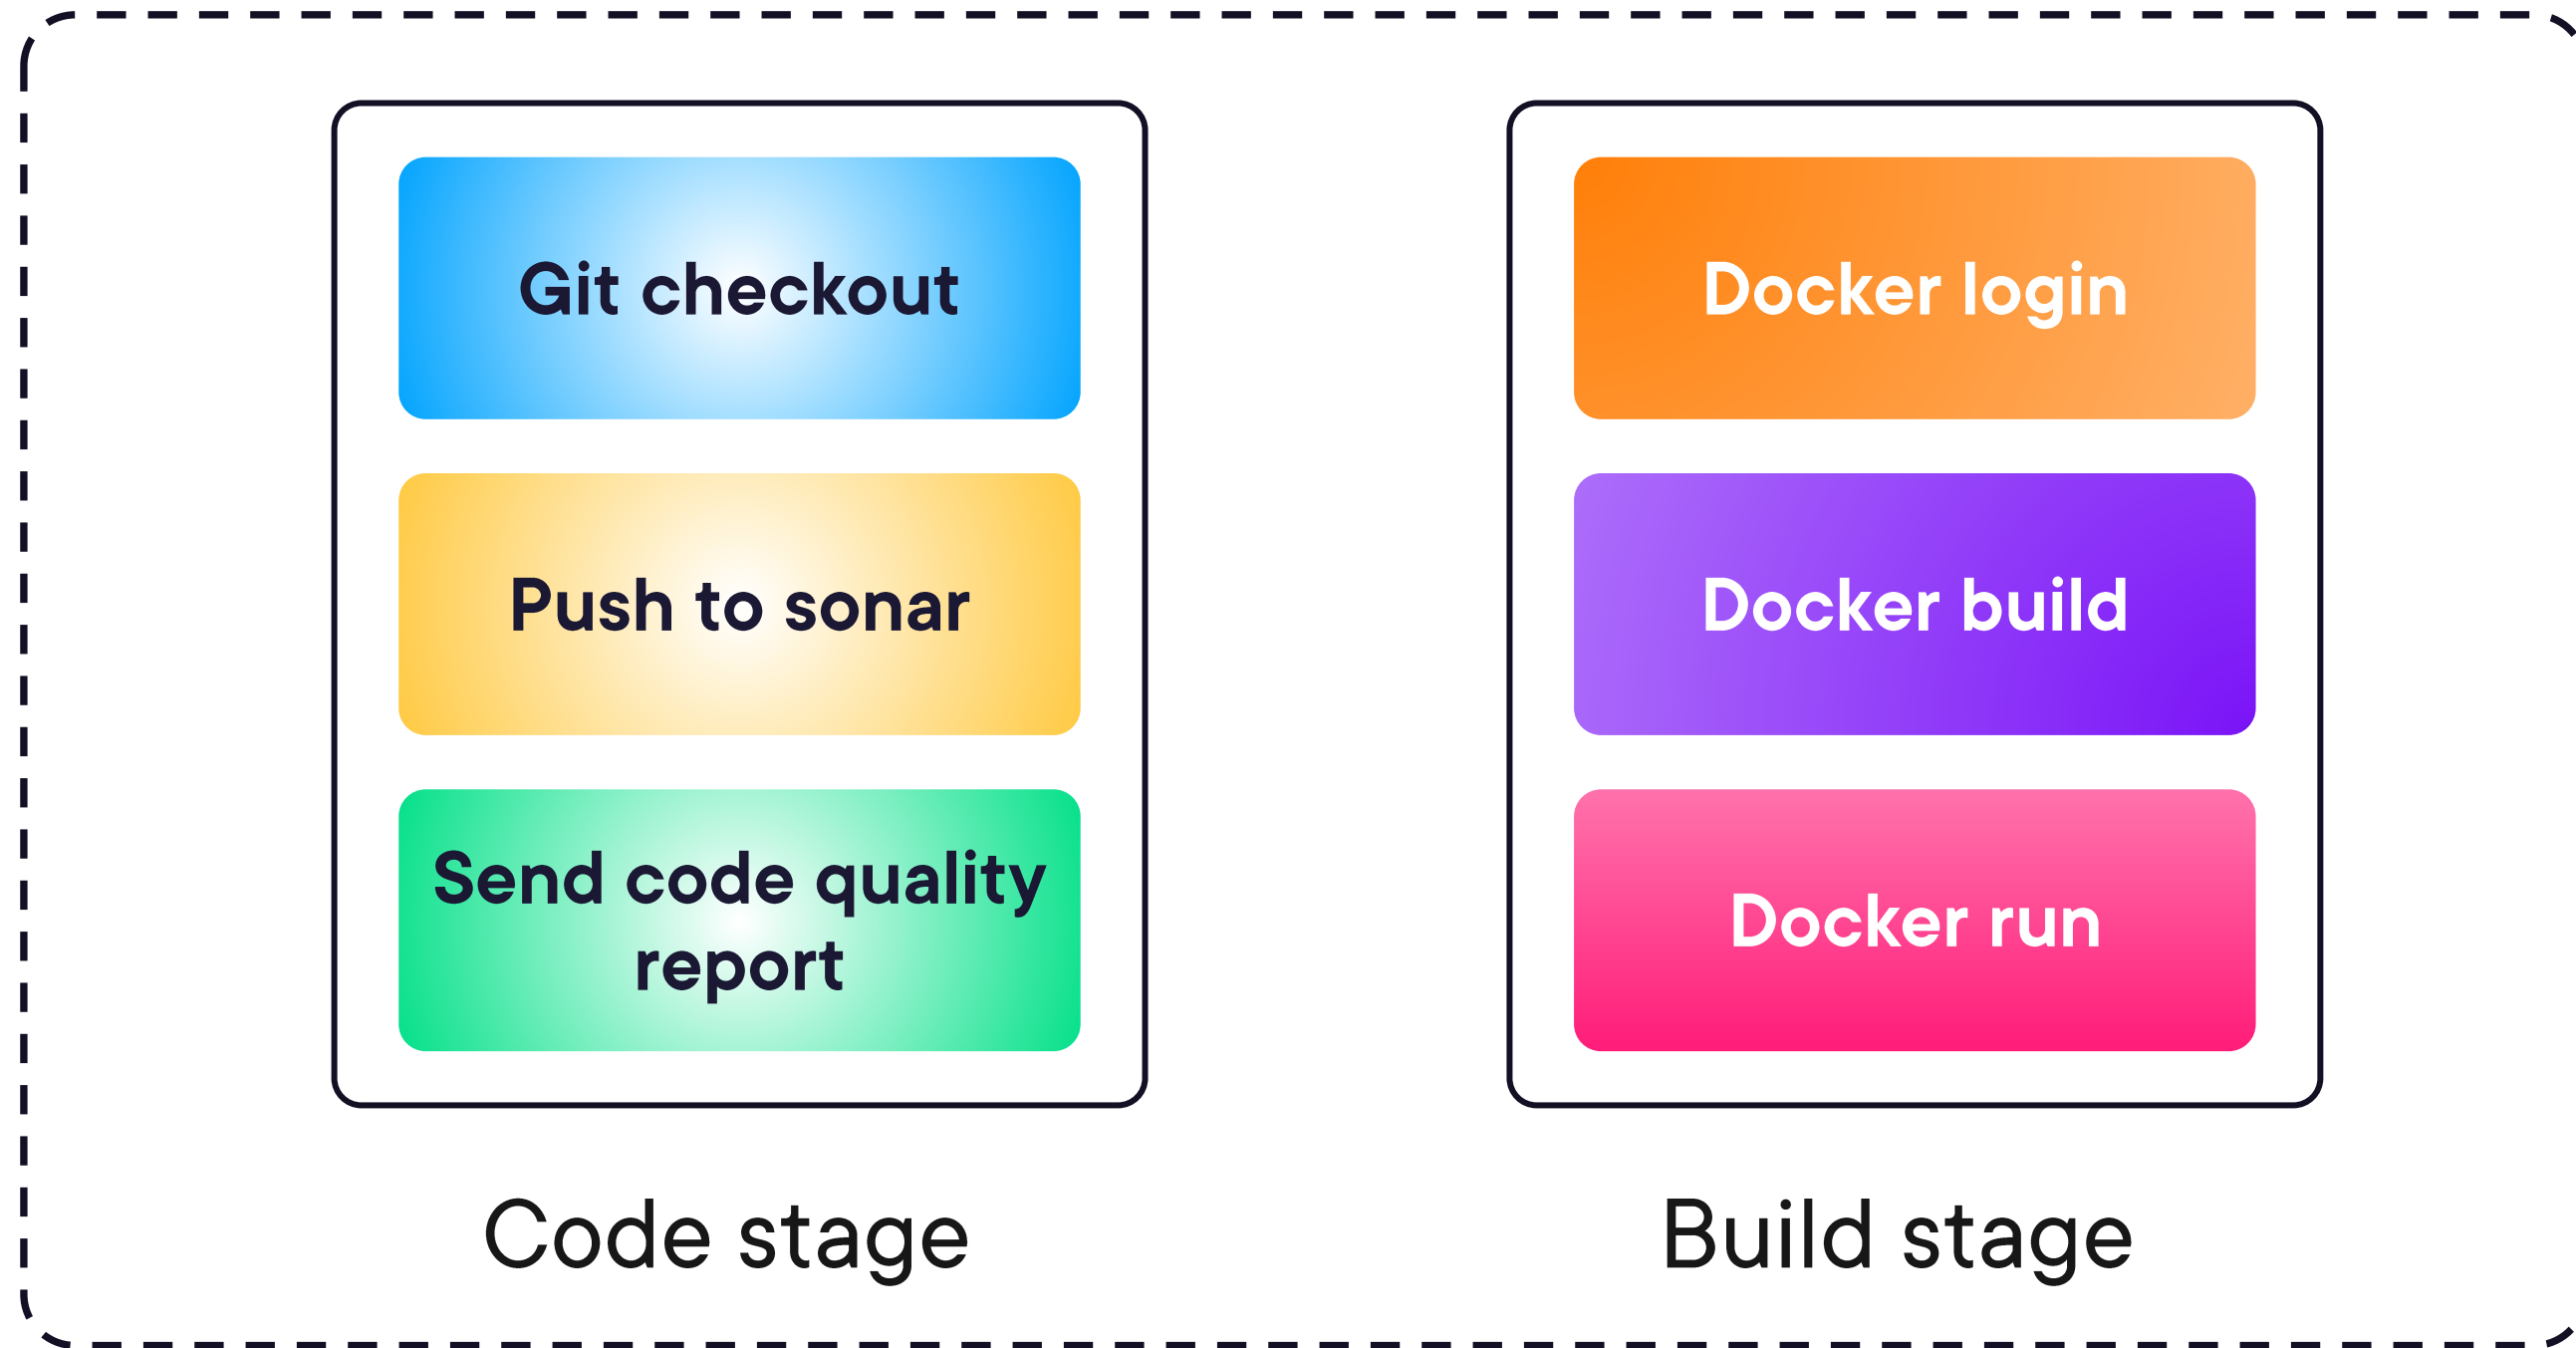 Git checkout
Push to sonar
Send code quality
report
Code stage
Docker login
Docker build
Docker run
Build stage